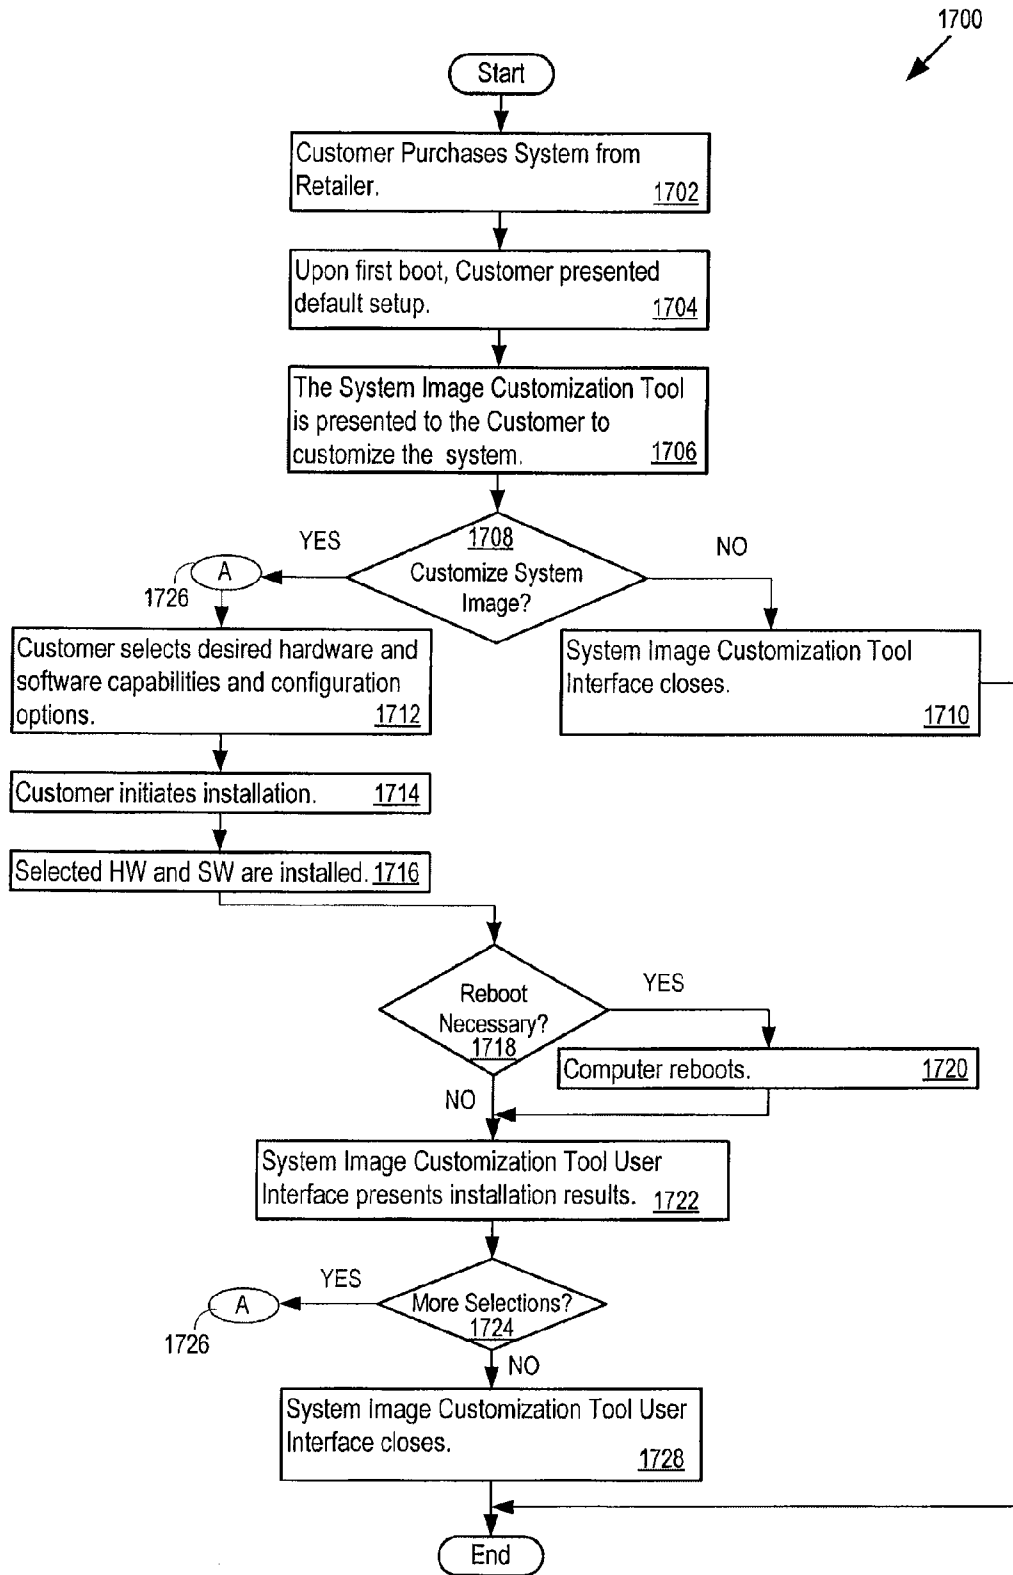 1700
Start
Customer Purchases System from
Retailer. 1702
Upon first boot, Customer presented
default setup. 1704
The System Image Customization Tool
is presented to the Customer to
customize the system. 1706
1708
Customize System
Image?
YES
NO
A
1726
Customer selects desired hardware and
software capabilities and configuration
options. 1712
System Image Customization Tool
Interface closes.
1710
Customer initiates installation. 1714
Selected HW and SW are installed. 1716
Reboot
Necessary?
1718
YES
Computer reboots. 1720
NO
System Image Customization Tool User
Interface presents installation results. 1722
More Selections?
1724
YES
A
1726
NO
System Image Customization Tool User
Interface closes. 1728
End